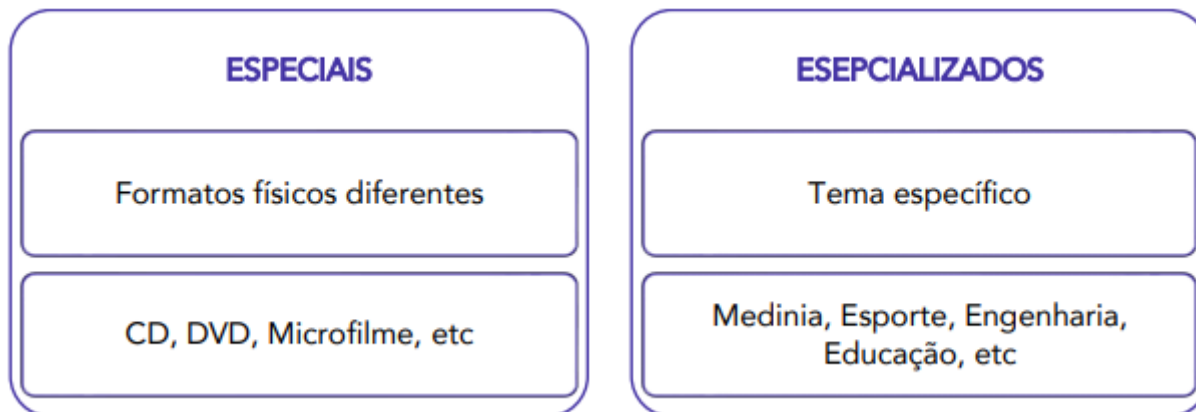 ESPECIAIS
Formatos físicos diferentes
CD, DVD, Microfilme, etc
ESEPCIALIZADOS
Tema específico
Medinia, Esporte, Engenharia,
Educação, etc